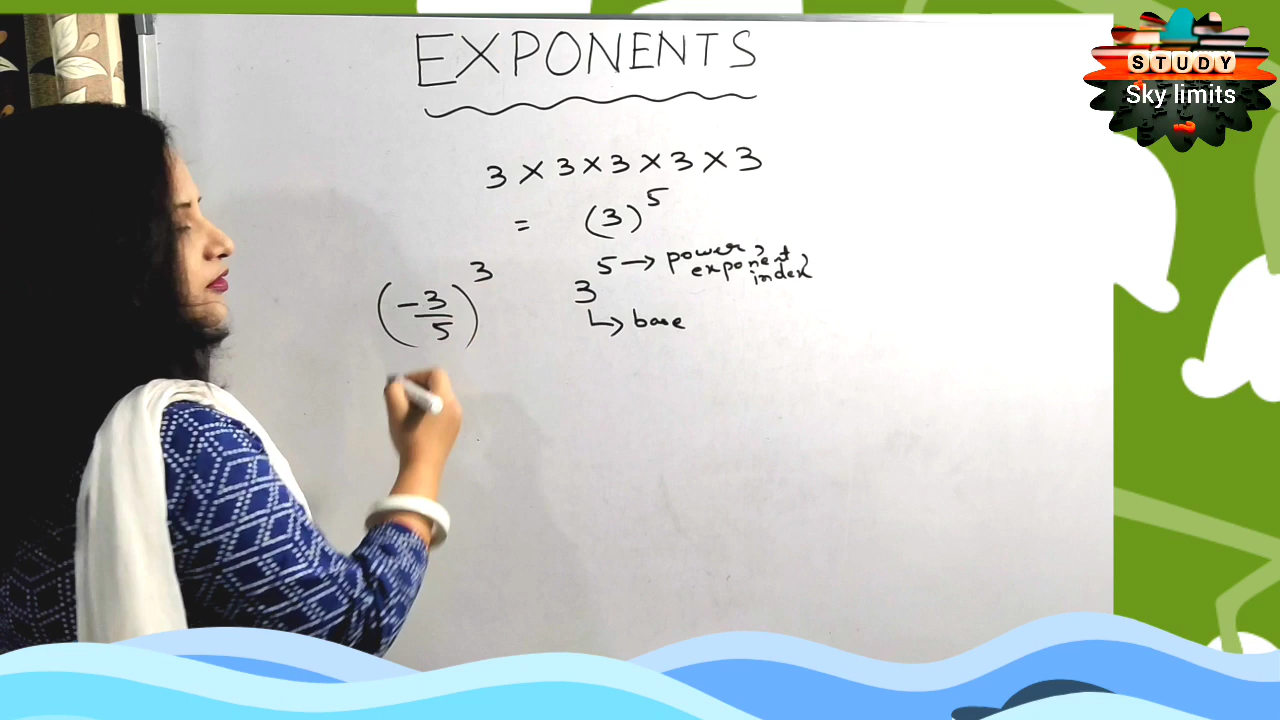 EXPONENTS
3 × 3 × 3 × 3 × 3
= (3)^5
(-3/5)^3
3^5 → power,
exponent,
index
↳ base
STUDY
Sky limits